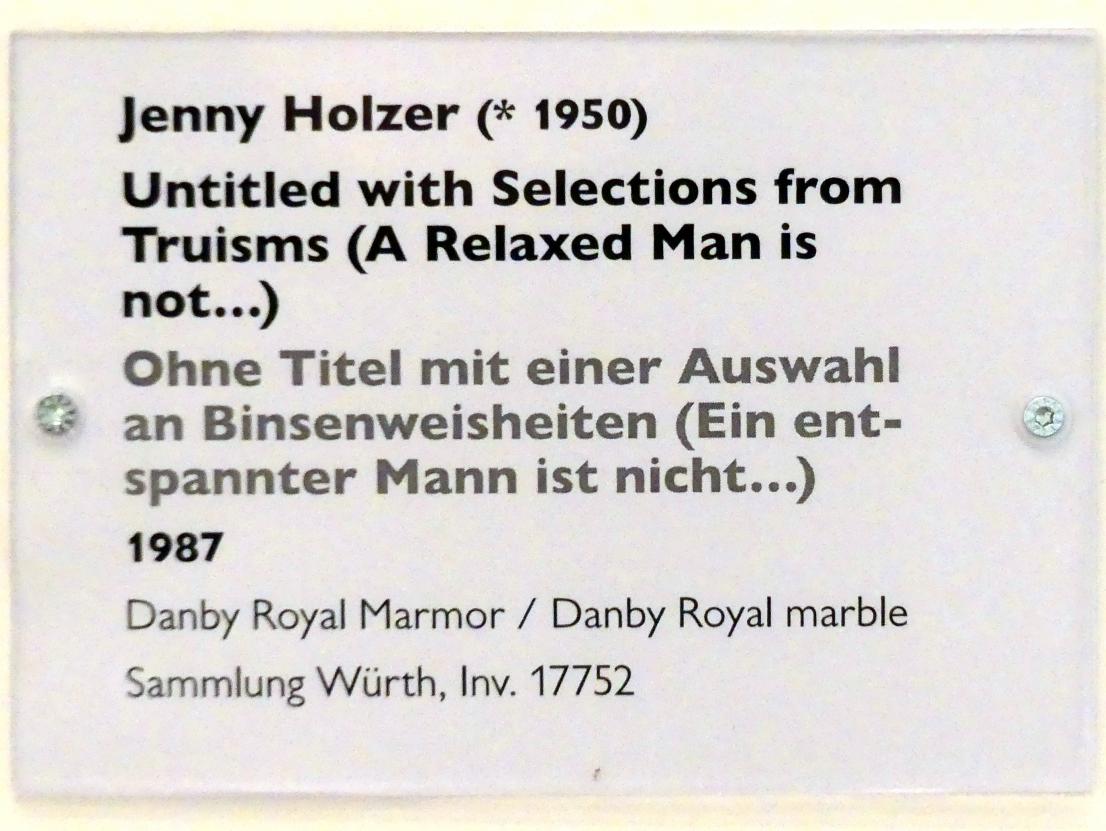 Jenny Holzer (* 1950)
Untitled with Selections from
Truisms (A Relaxed Man is
not...)
Ohne Titel mit einer Auswahl
an Binsenweisheiten (Ein ent-
spannter Mann ist nicht...)
1987
Danby Royal Marmor / Danby Royal marble
Sammlung Würth, Inv. 17752